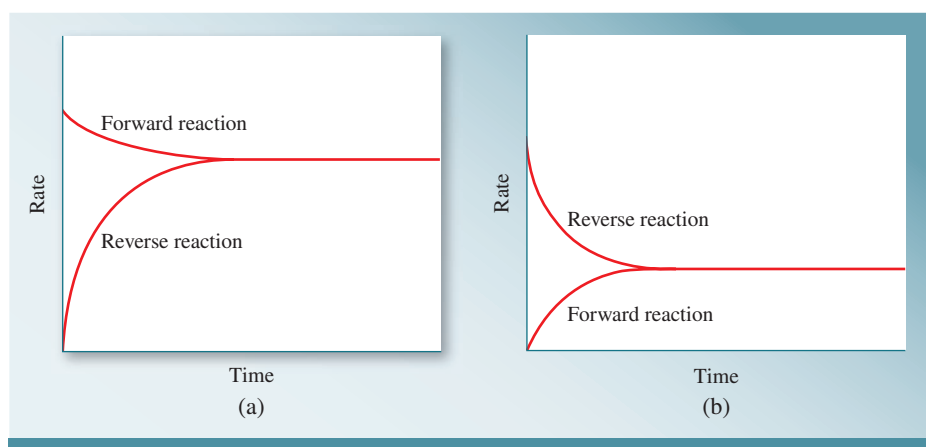 Rate
Forward reaction
Reverse reaction
Time
(a)
Rate
Reverse reaction
Forward reaction
Time
(b)